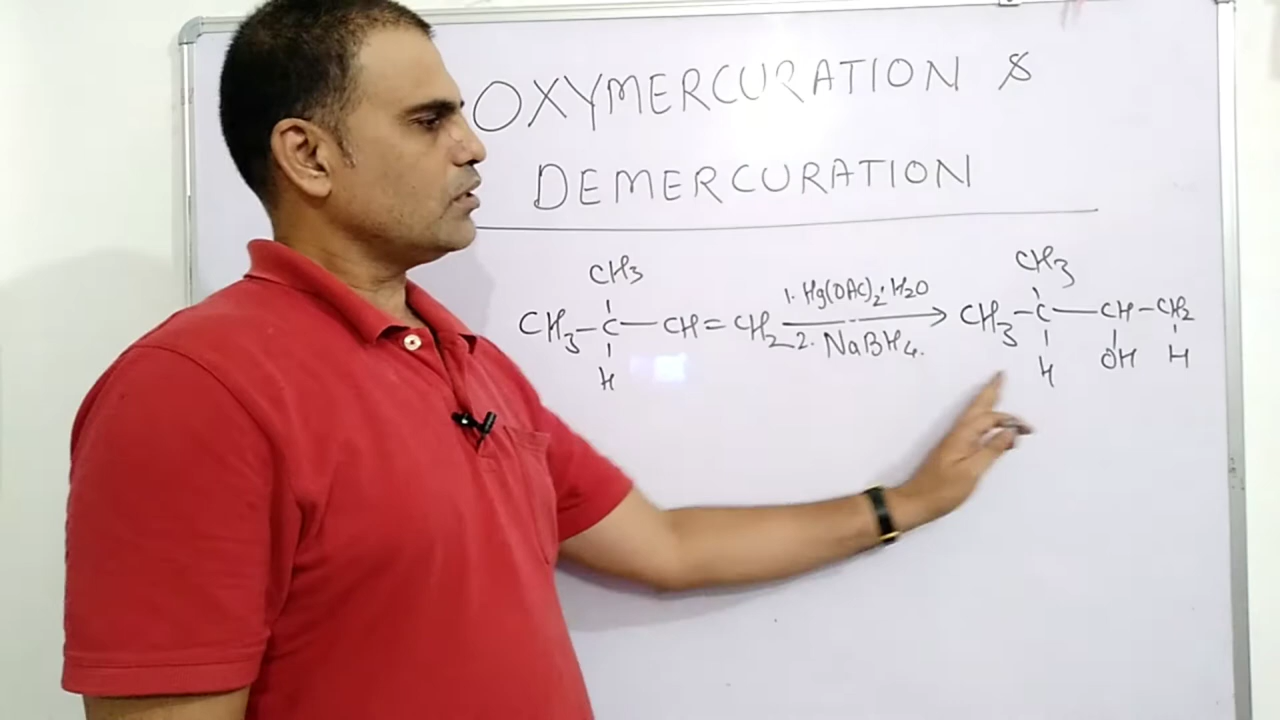 OXYMERCURATION &
DEMERCURATION
CH3
CH3-C-CH=CH2
H
1. Hg(OAc)2·H2O
2. NaBH4.
CH3
CH3-C-CH-CH2
H OH H